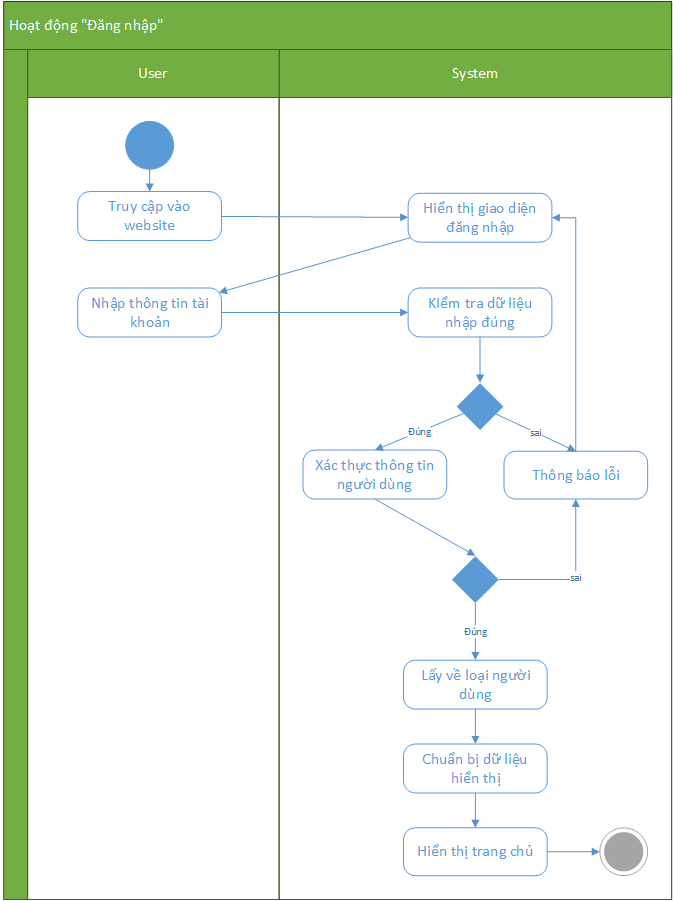 Hoạt động "Đăng nhập"
User
System
Truy cập vào
website
Hiển thị giao diện
đăng nhập
Nhập thông tin tài
khoản
KIểm tra dữ liệu
nhập đúng
Đúng
sai
Xác thực thông tin
người dùng
Thông báo lỗi
sai
Đúng
Lấy về loại người
dùng
Chuẩn bị dữ liệu
hiển thị
Hiển thị trang chủ